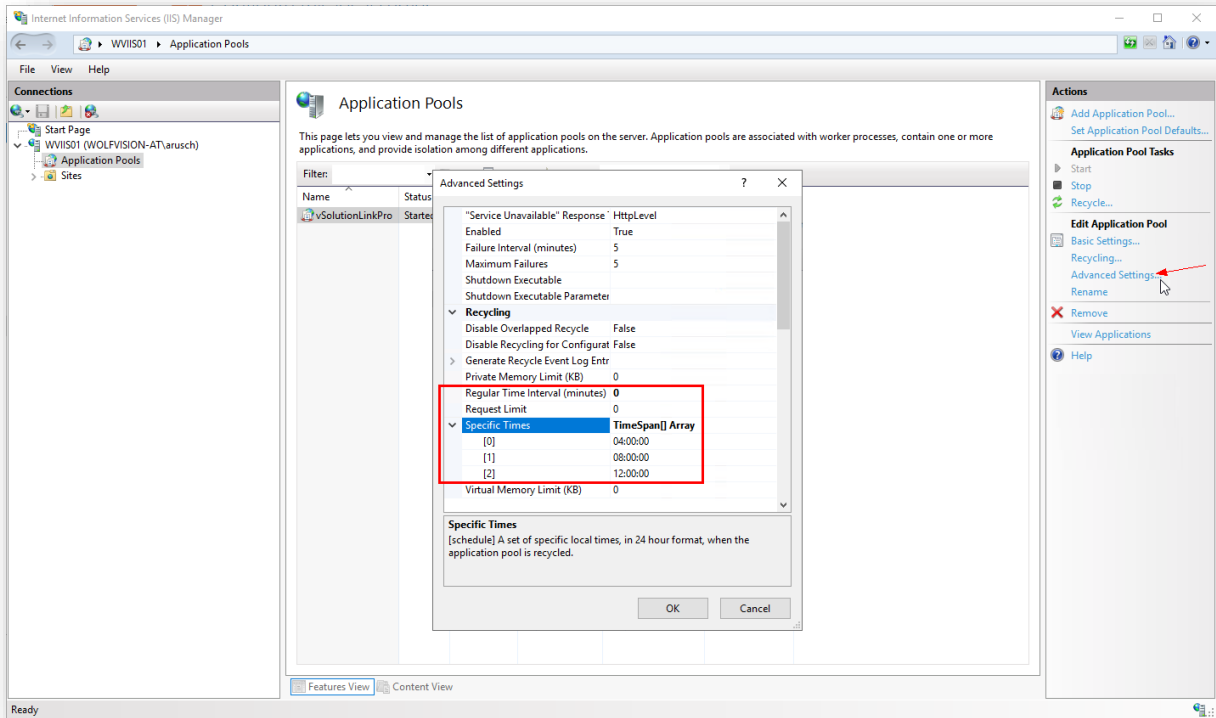 Internet Information Services (IIS) Manager
WVIIS01 Application Pools
File View Help
Connections
Start Page
WVIIS01 (WOLFVISION-AT\arusch)
Application Pools
Sites
Application Pools
This page lets you view and manage the list of application pools on the server. Application pools are associated with worker processes, contain one or more
applications, and provide isolation among different applications.
Filter:
Name Status
vSolutionLinkPro Started
Advanced Settings ?
"Service Unavailable" Response HttpLevel
Enabled True
Failure Interval (minutes) 5
Maximum Failures 5
Shutdown Executable
Shutdown Executable Parameter
Recycling
Disable Overlapped Recycle False
Disable Recycling for Configurat False
Generate Recycle Event Log Entr
Private Memory Limit (KB) 0
Regular Time Interval (minutes) 0
Request Limit 0
Specific Times TimeSpan[] Array
[0] 04:00:00
[1] 08:00:00
[2] 12:00:00
Virtual Memory Limit (KB) 0
Specific Times
[schedule] A set of specific local times, in 24 hour format, when the
application pool is recycled.
OK Cancel
Features View Content View
Actions
Add Application Pool...
Set Application Pool Defaults...
Application Pool Tasks
Start
Stop
Recycle...
Edit Application Pool
Basic Settings...
Recycling...
Advanced Settings...
Rename
Remove
View Applications
Help
Ready